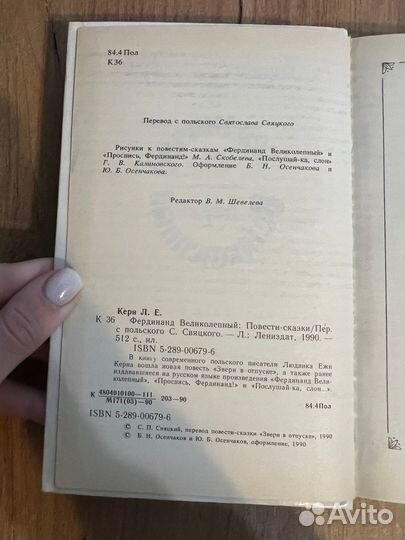 84.4 Пол
К36
Перевод с польского Святослава Свяцкого
Рисунки к повестям-сказкам «Фердинанд Великолепный» и
«Проснись, Фердинанд!» М. А. Скобелева, «Послушай-ка, слон»
Г. В. Калиновского. Оформление Б. Н. Осенчакова и
Ю. Б. Осенчакова.
Редактор В. М. Шевелева
Керн Л. Е.
К 36 Фердинанд Великолепный: Повести-сказки/Пер.
с польского С. Свяцкого. — Л.: Лениздат, 1990. —
512 с., ил.
ISBN 5-289-00679-6
В книгу современного польского писателя Людвика Ежи
Керна вошла новая повесть «Звери в отпуске», а также ранее
издававшиеся на русском языке произведения «Фердинанд Вели-
колепный», «Проснись, Фердинанд!» и «Послушай-ка, слон...».
К 4804010100—111
М171(03)—90 203—90
84.4Пол
ISBN 5-289-00679-6
© С. П. Свяцкий, перевод повести-сказки «Звери в отпуске», 1990
© Б. Н. Осенчаков и Ю. Б. Осенчаков, оформление, 1990
Avito